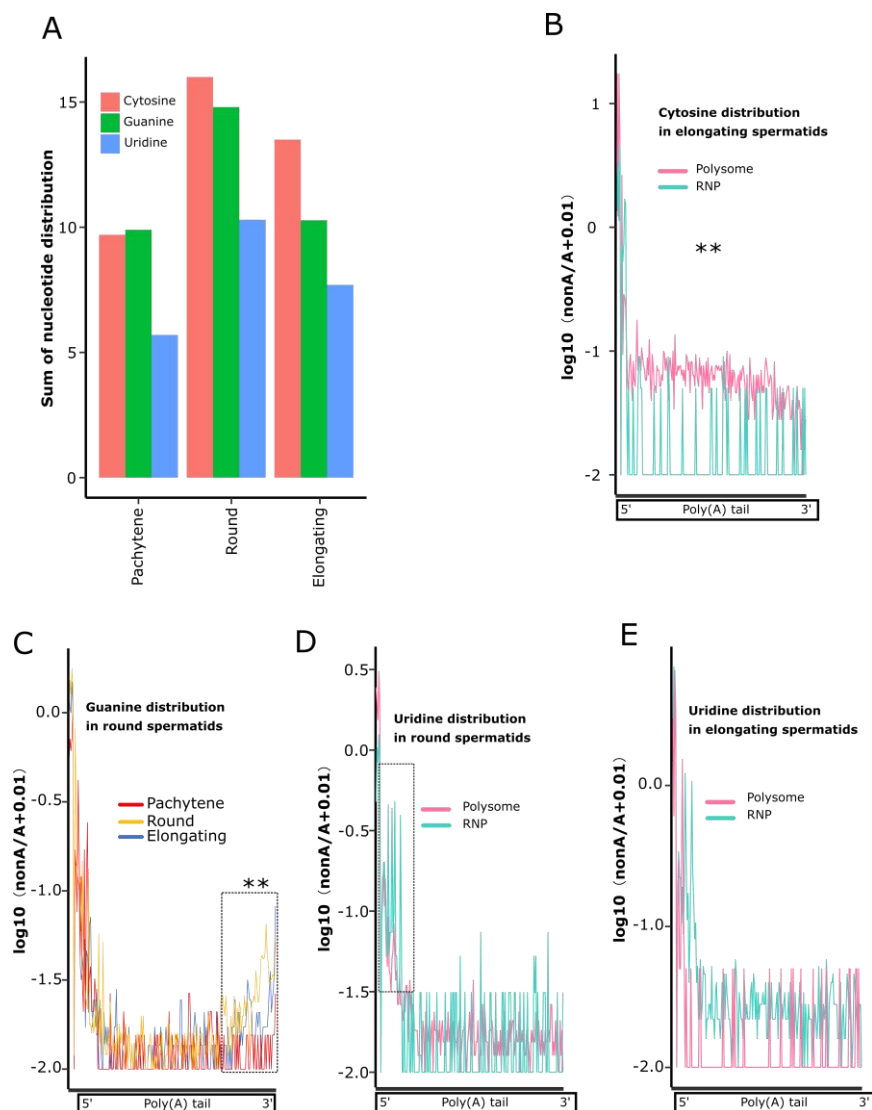 A
Sum of nucleotide distribution
15
10
5
0
Cytosine
Guanine
Uridine
Pachytene
Round
Elongating
B
log10 (nonA/A+0.01)
1
0
-1
-2
Cytosine distribution
in elongating spermatids
Polysome
RNP
**
5' Poly(A) tail 3'
C
log10 (nonA/A+0.01)
0.0
-0.5
-1.0
-1.5
-2.0
Guanine distribution
in round spermatids
Pachytene
Round
Elongating
**
5' Poly(A) tail 3'
D
log10 (nonA/A+0.01)
0.5
0.0
-0.5
-1.0
-1.5
-2.0
Uridine distribution
in round spermatids
Polysome
RNP
5' Poly(A) tail 3'
E
log10 (nonA/A+0.01)
0.0
-1.0
-2.0
Uridine distribution
in elongating spermatids
Polysome
RNP
5' Poly(A) tail 3'